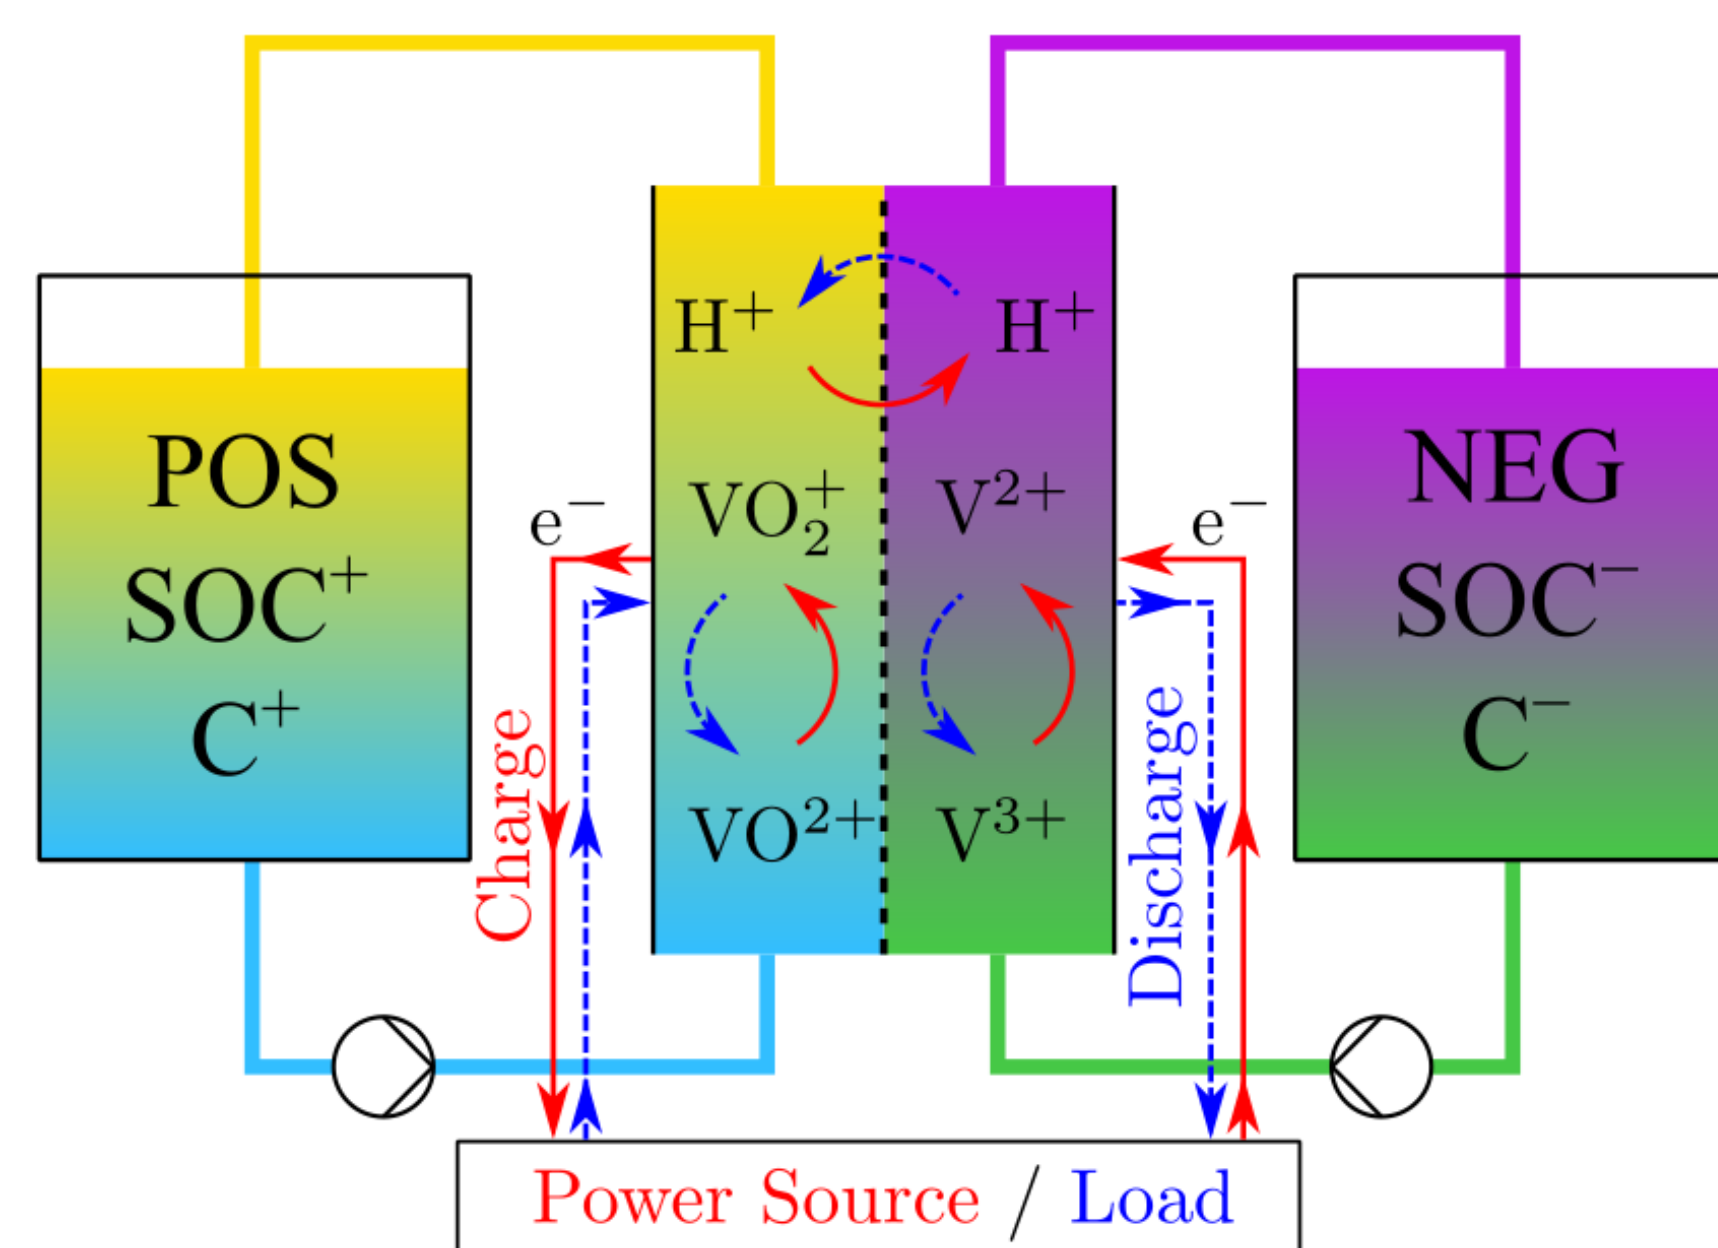 POS
SOC⁺
C⁺
H⁺
H⁺
VO₂⁺
V²⁺
VO²⁺
V³⁺
e⁻
e⁻
Charge
Discharge
NEG
SOC⁻
C⁻
Power Source / Load